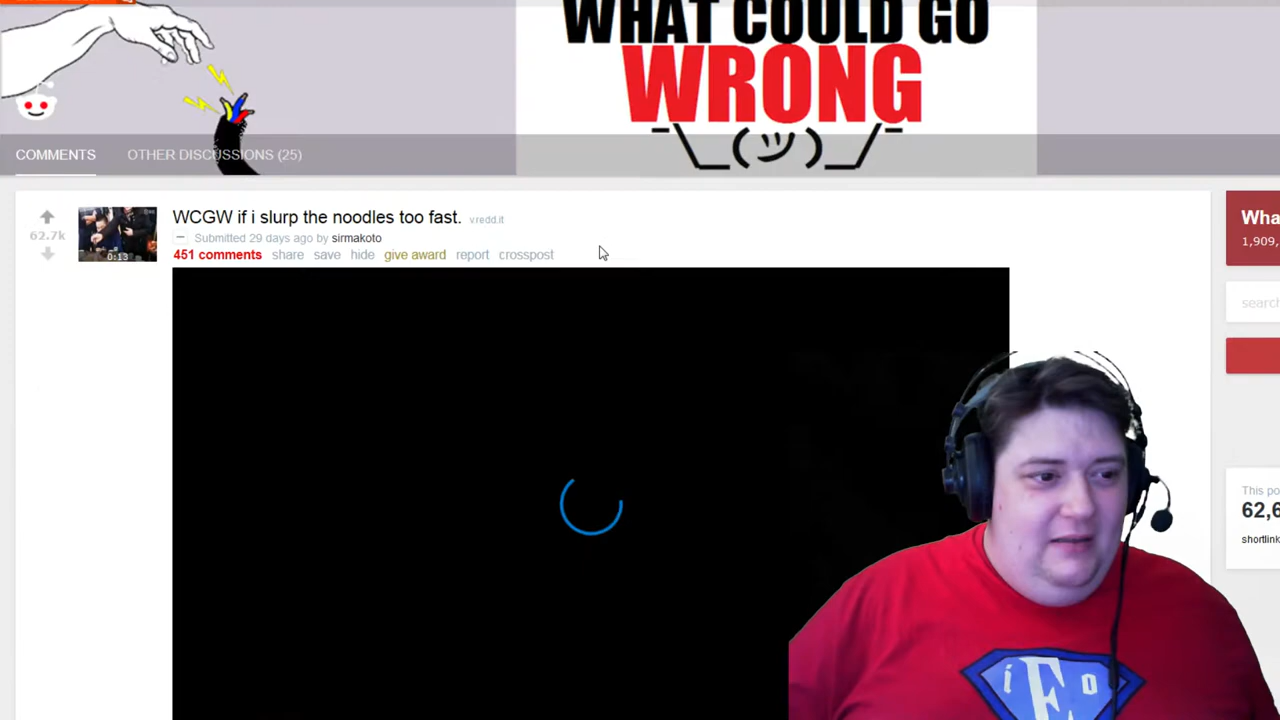 WHAT COULD GO
WRONG
¯\_(ツ)_/¯
COMMENTS
OTHER DISCUSSIONS (25)
WCGW if i slurp the noodles too fast. v.redd.it
62.7k
Submitted 29 days ago by sirmakoto
0:13
451 comments share save hide give award report crosspost
Wha
1,909,
search
This po
62,6
shortlink
í F O